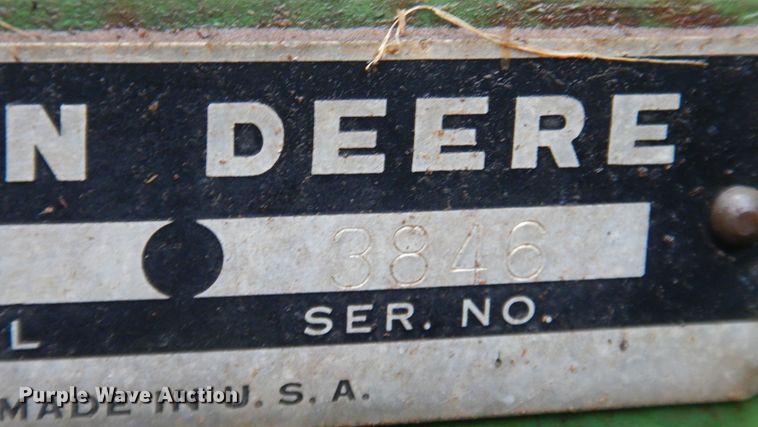 N DEERE
3846
L SER. NO.
MADE IN U.S.A.
Purple Wave Auction